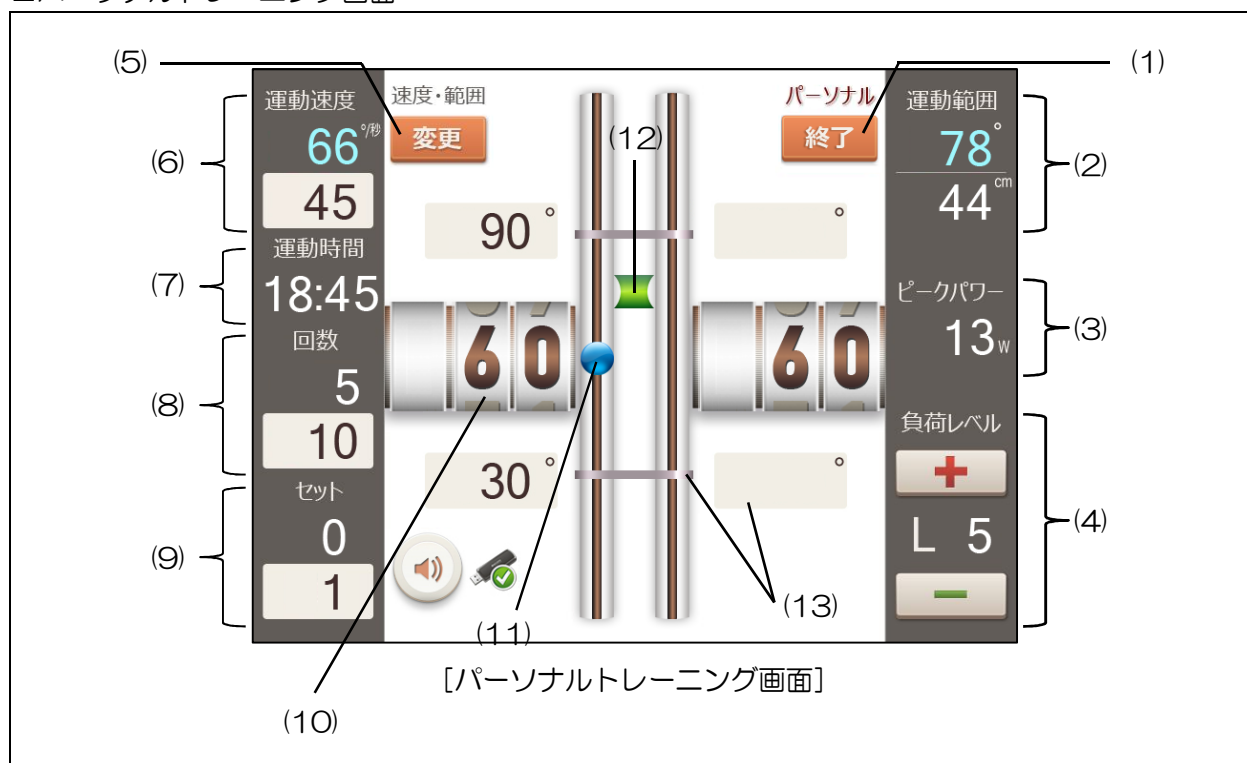 (5)
(1)
運動速度
66°/秒
45
速度・範囲
変更
パーソナル
終了
運動範囲
78°
44cm
(12)
(6)
(2)
90°
°
運動時間
18:45
(7)
ピークパワー
13W
(3)
60
60
回数
5
10
(8)
負荷レベル
+
L 5
−
(4)
30°
°
セット
0
1
(9)
(13)
(11)
[パーソナルトレーニング画面]
(10)